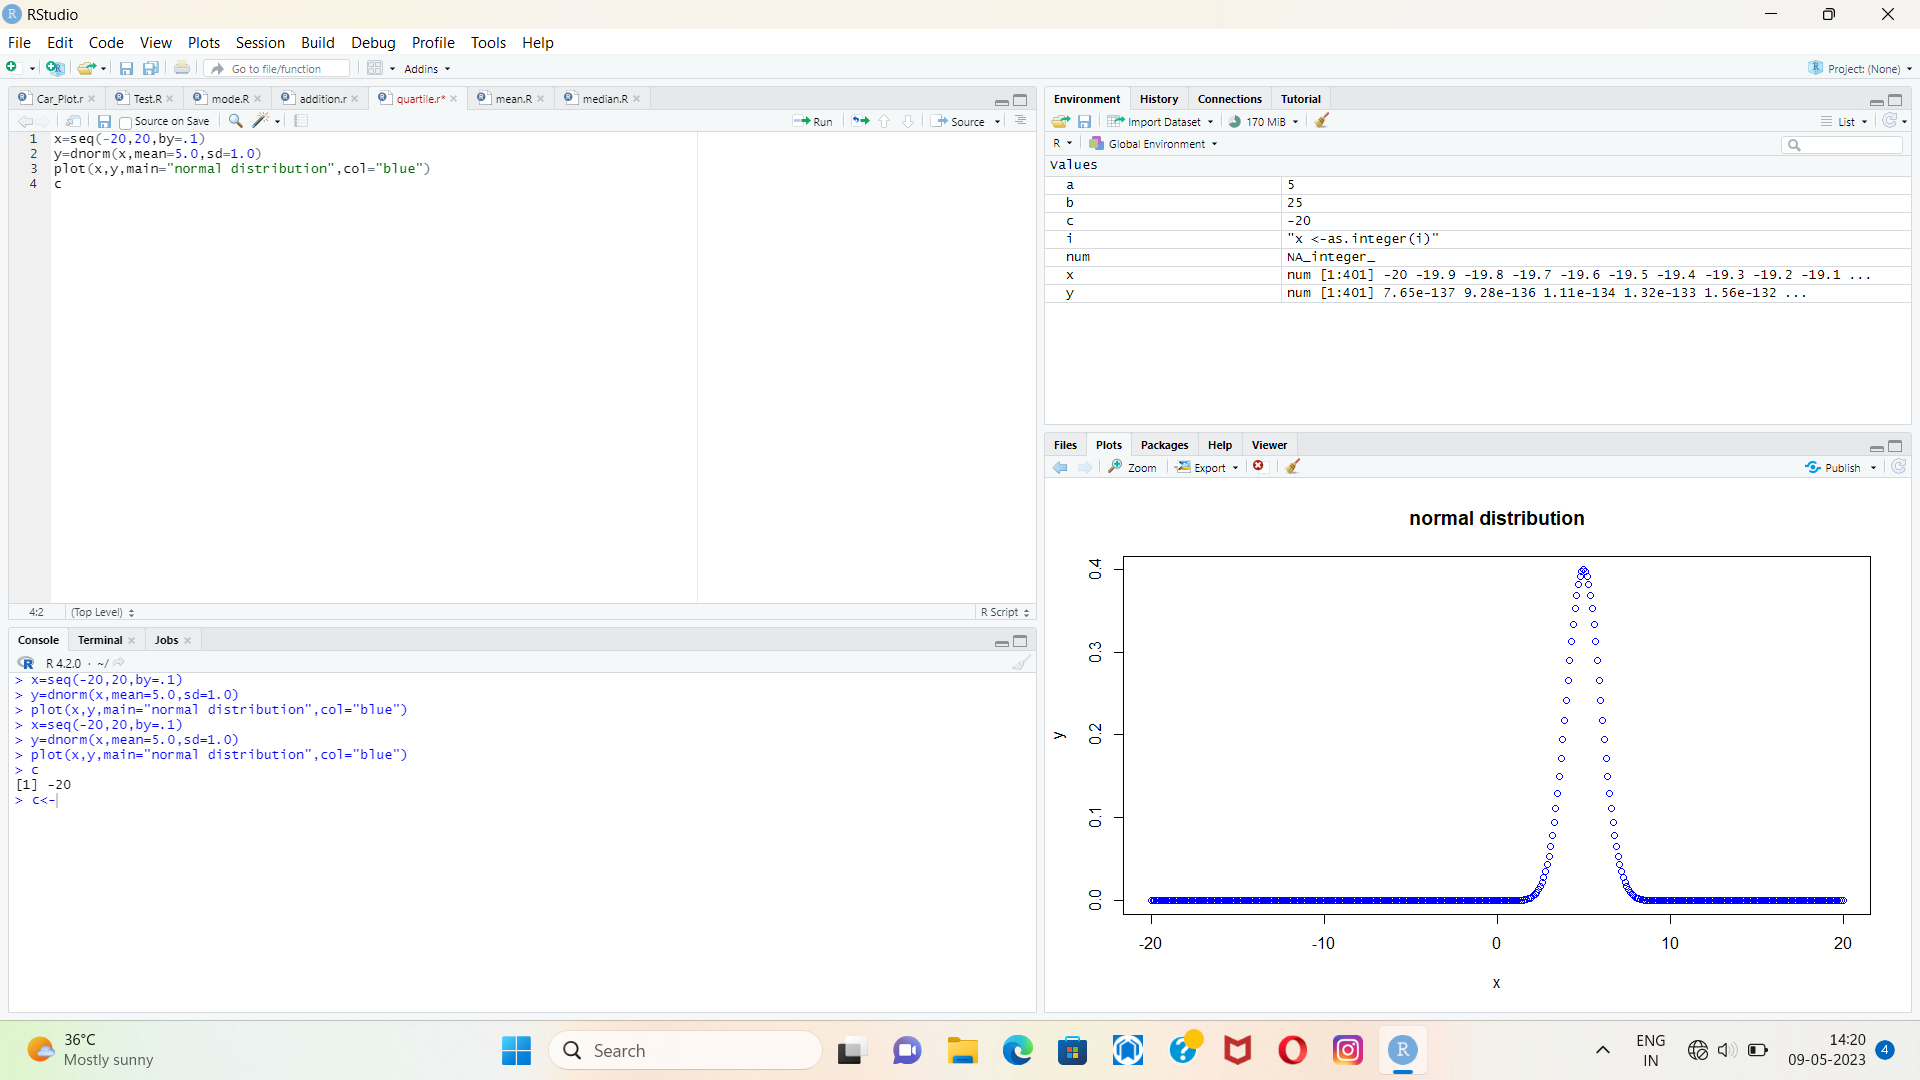 RStudio
File Edit Code View Plots Session Build Debug Profile Tools Help
Go to file/function Addins Project: (None)
Car_Plot.r Test.R mode.R addition.r quartile.r* mean.R median.R
Source on Save Run Source
1 x=seq(-20,20,by=.1)
2 y=dnorm(x,mean=5.0,sd=1.0)
3 plot(x,y,main="normal distribution",col="blue")
4 c
4:2 (Top Level) R Script
Console Terminal Jobs
R 4.2.0 · ~/
> x=seq(-20,20,by=.1)
> y=dnorm(x,mean=5.0,sd=1.0)
> plot(x,y,main="normal distribution",col="blue")
> x=seq(-20,20,by=.1)
> y=dnorm(x,mean=5.0,sd=1.0)
> plot(x,y,main="normal distribution",col="blue")
> c
[1] -20
> c<-
Environment History Connections Tutorial
Import Dataset 170 MiB List
R Global Environment
Values
a 5
b 25
c -20
i "x <-as.integer(i)"
num NA_integer_
x num [1:401] -20 -19.9 -19.8 -19.7 -19.6 -19.5 -19.4 -19.3 -19.2 -19.1 ...
y num [1:401] 7.65e-137 9.28e-136 1.11e-134 1.32e-133 1.56e-132 ...
Files Plots Packages Help Viewer
Zoom Export Publish
normal distribution
0.4
0.3
0.2
0.1
0.0
y
-20 -10 0 10 20
x
36°C
Mostly sunny
Search
ENG
IN
14:20
09-05-2023
4